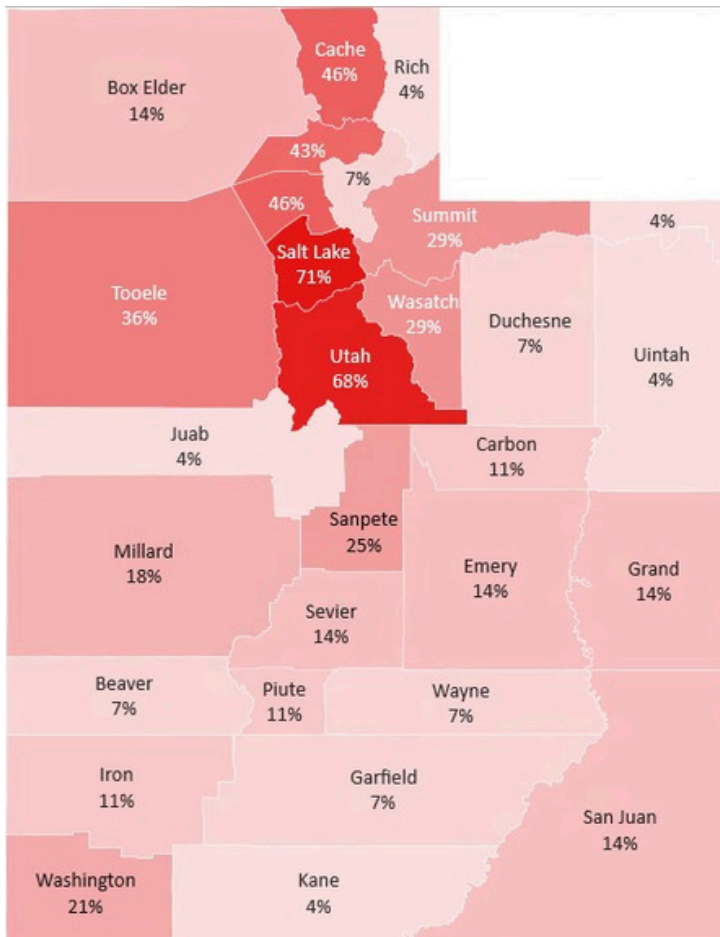 Cache
46%
Rich
4%
Box Elder
14%
43%
7%
46%
Summit
29%
4%
Salt Lake
71%
Tooele
36%
Wasatch
29%
Duchesne
7%
Uintah
4%
Utah
68%
Juab
4%
Carbon
11%
Sanpete
25%
Millard
18%
Emery
14%
Grand
14%
Sevier
14%
Beaver
7%
Piute
11%
Wayne
7%
Iron
11%
Garfield
7%
San Juan
14%
Washington
21%
Kane
4%